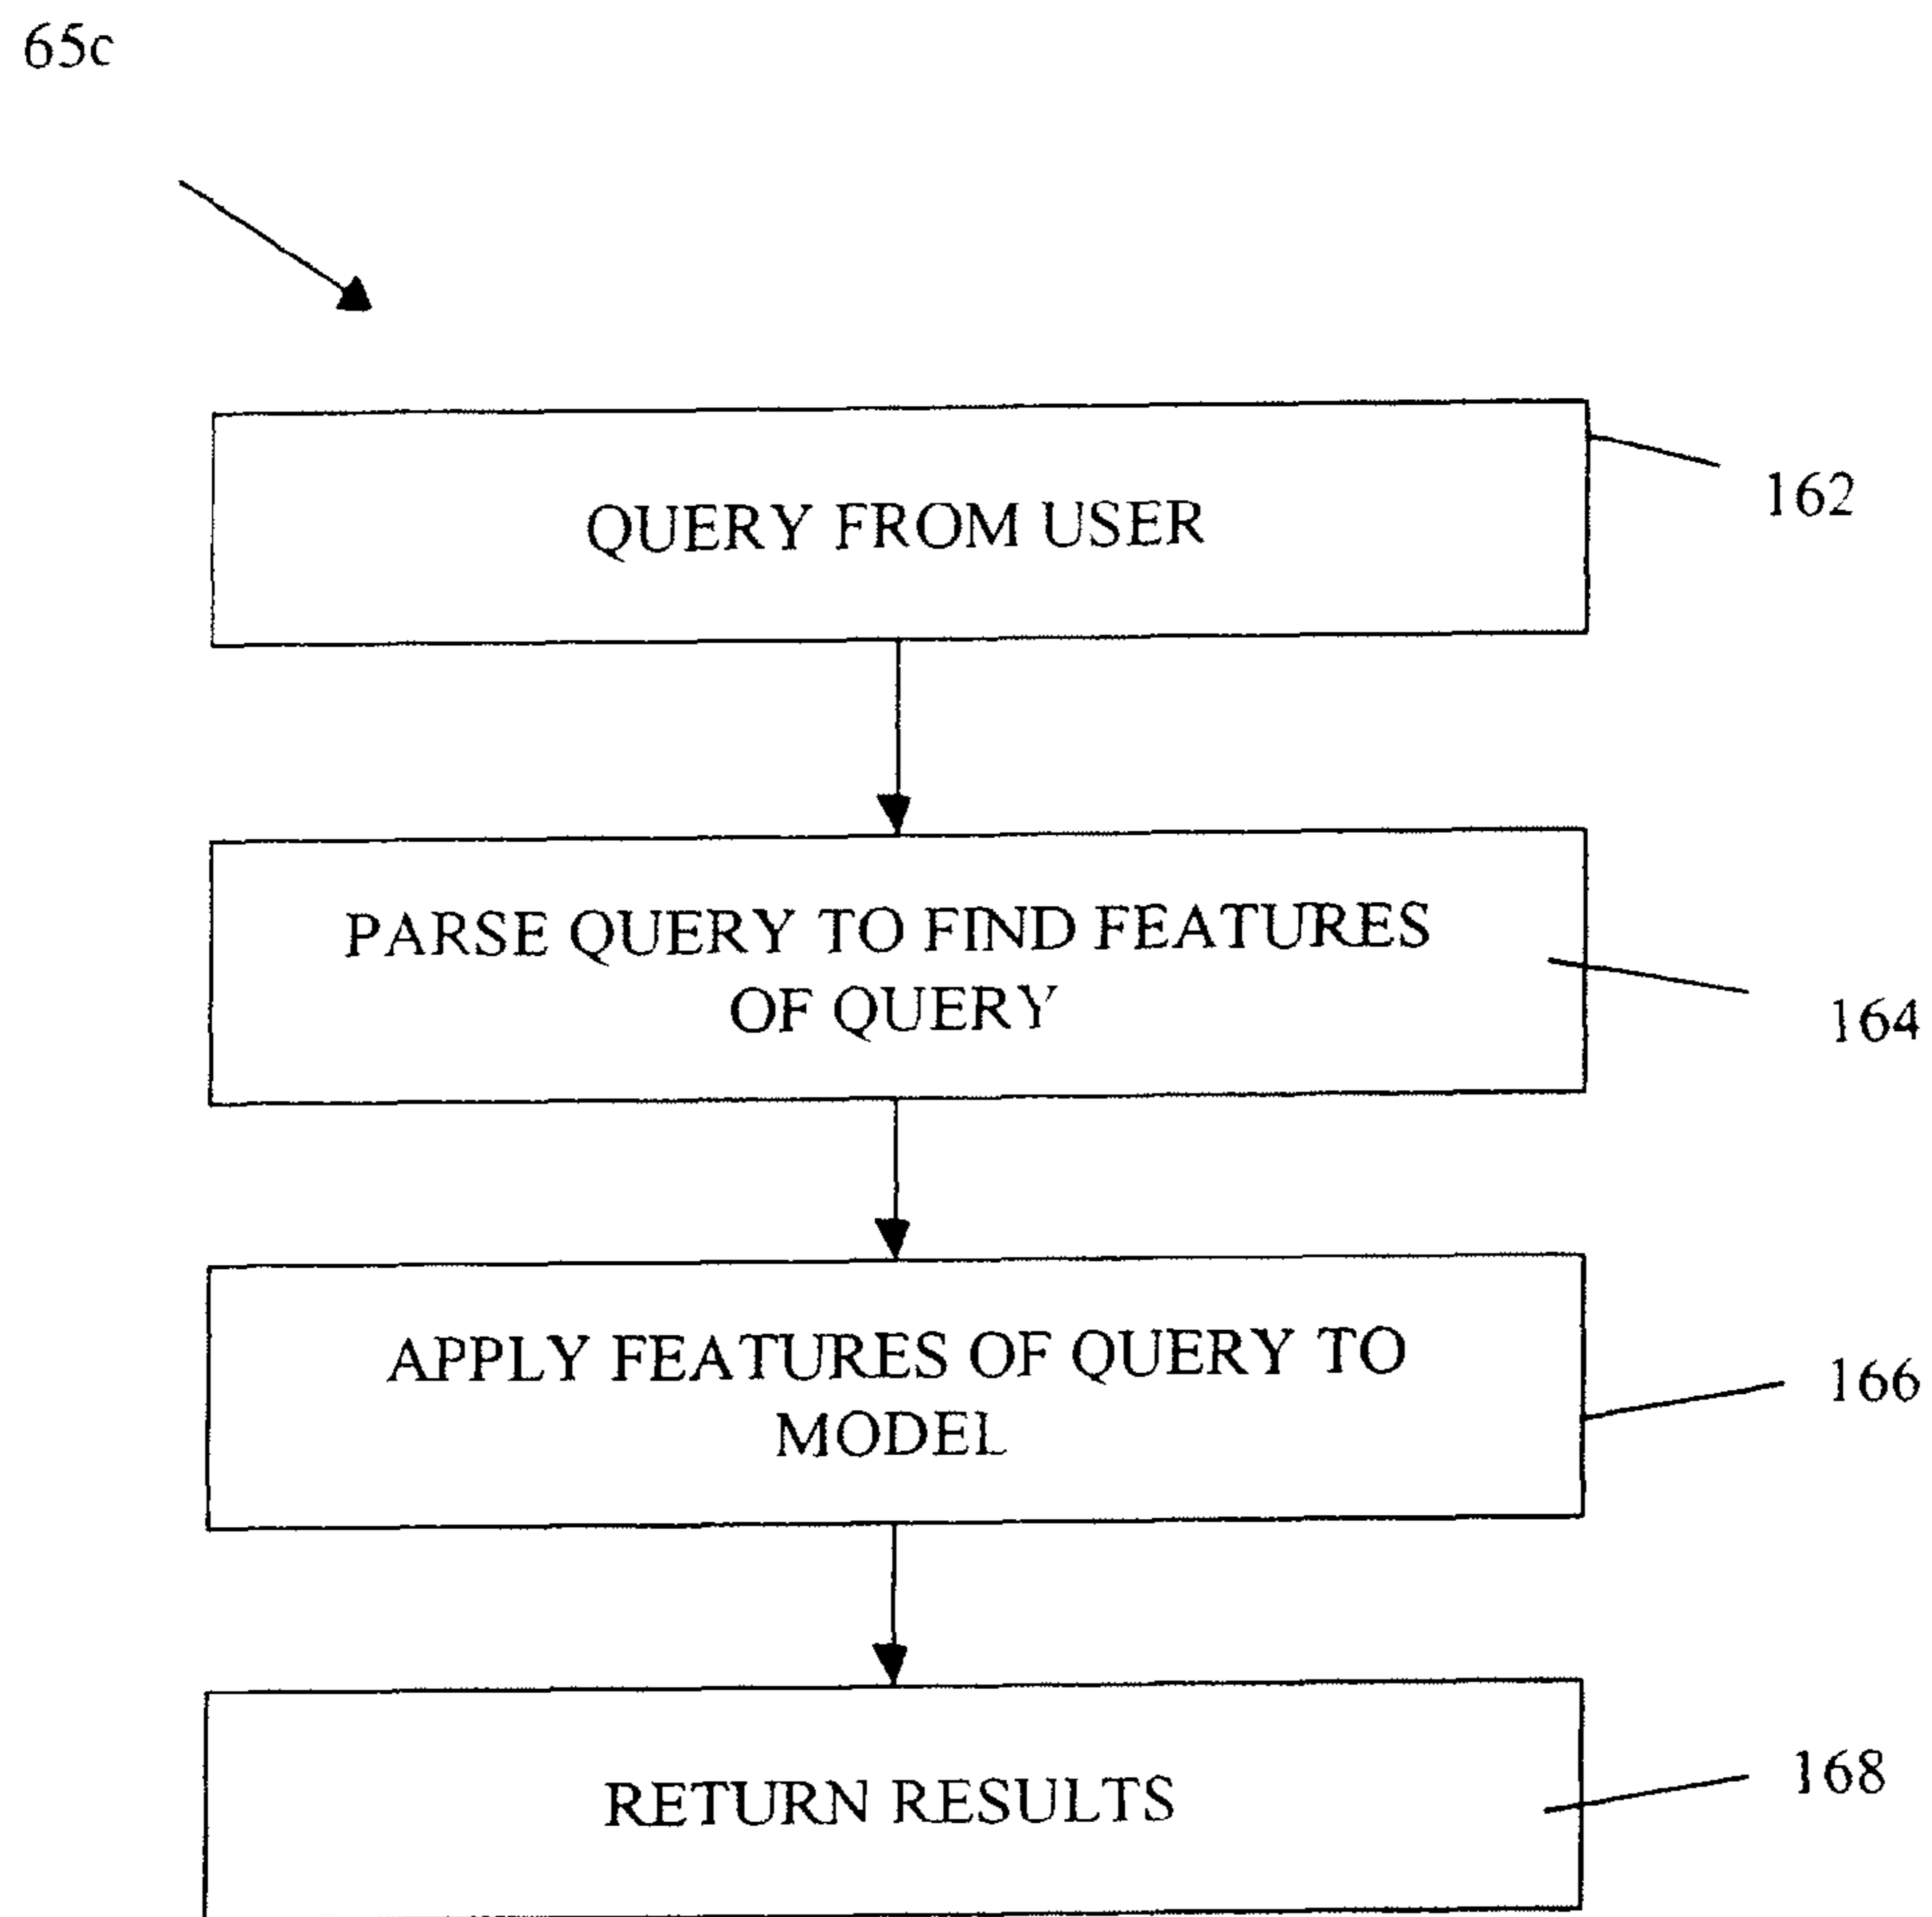 65c
QUERY FROM USER
162
PARSE QUERY TO FIND FEATURES
OF QUERY
164
APPLY FEATURES OF QUERY TO
MODEL
166
RETURN RESULTS
168